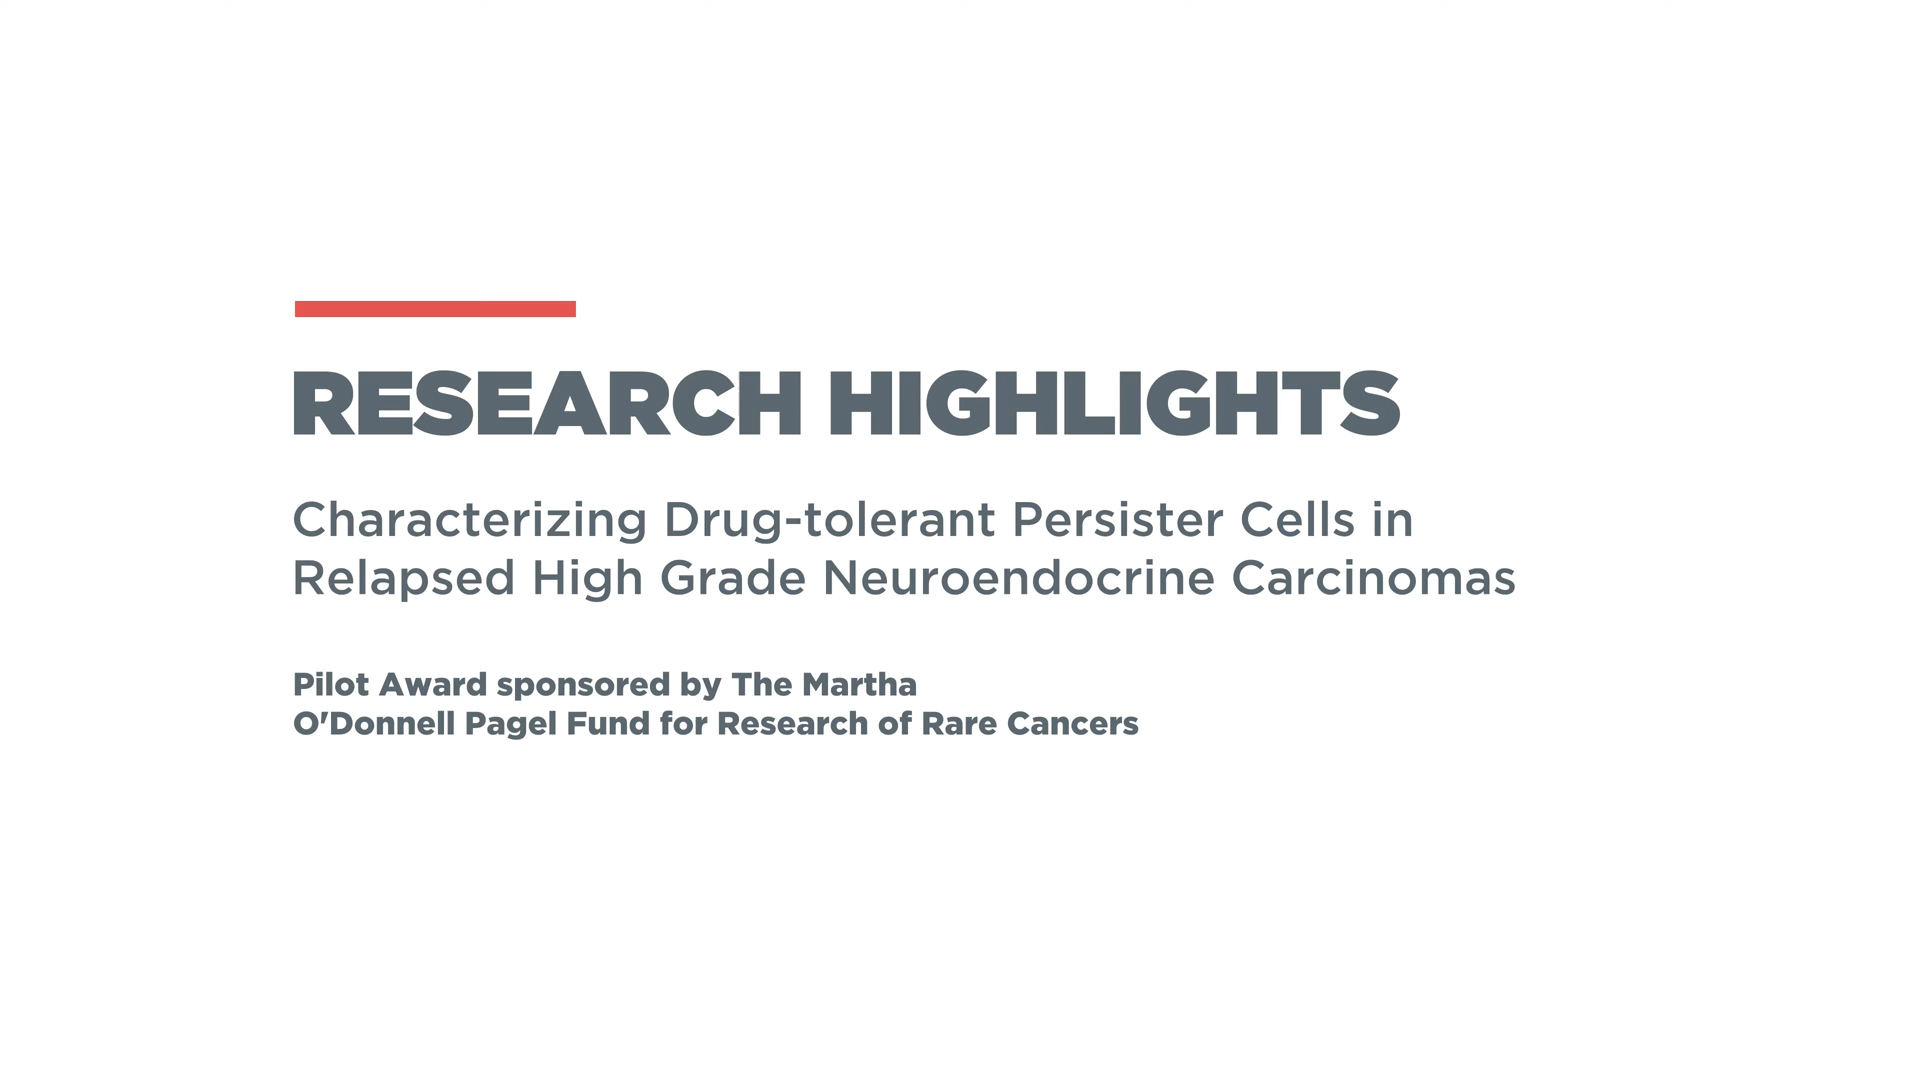 RESEARCH HIGHLIGHTS
Characterizing Drug-tolerant Persister Cells in
Relapsed High Grade Neuroendocrine Carcinomas
Pilot Award sponsored by The Martha
O'Donnell Pagel Fund for Research of Rare Cancers